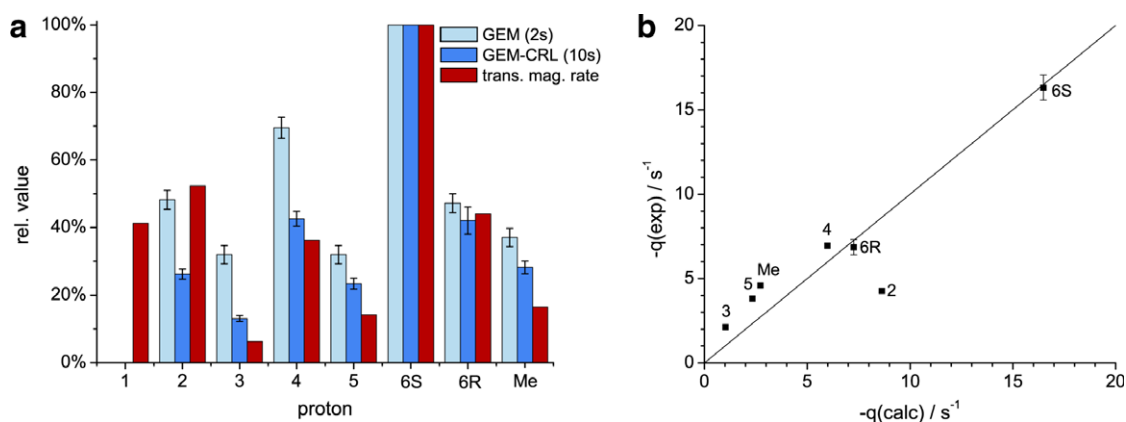 a
100%
80%
60%
40%
20%
0%
rel. value
GEM (2s)
GEM-CRL (10s)
trans. mag. rate
1 2 3 4 5 6S 6R Me
proton
b
20
15
10
5
0
-q(exp) / s⁻¹
6S
4
6R
Me
5
2
3
0 5 10 15 20
-q(calc) / s⁻¹